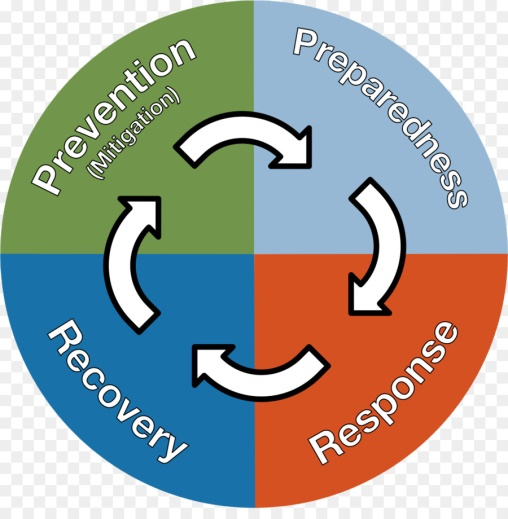 Prevention
(Mitigation)
Preparedness
Response
Recovery